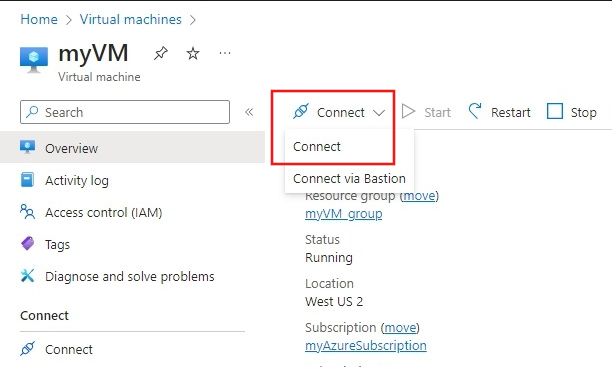 Home > Virtual machines >
myVM
Virtual machine
Search
«
Connect
Start
Restart
Stop
Connect
Connect via Bastion
Overview
Activity log
Access control (IAM)
Tags
Diagnose and solve problems
Connect
Connect
Resource group (move)
myVM_group
Status
Running
Location
West US 2
Subscription (move)
myAzureSubscription